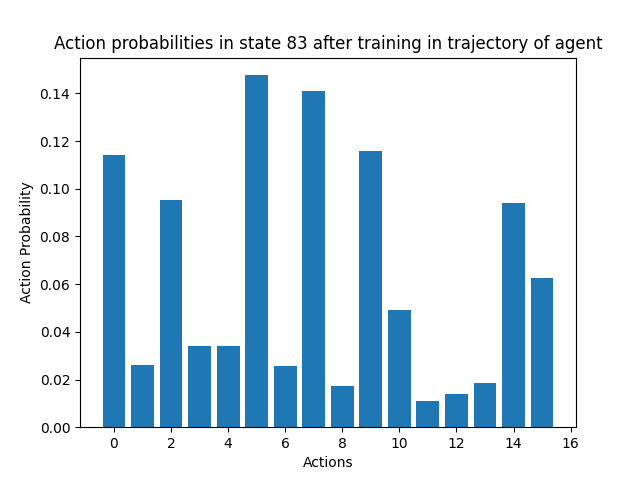 Action probabilities in state 83 after training in trajectory of agent
0.14
0.12
0.10
0.08
0.06
0.04
0.02
0.00
Action Probability
0 2 4 6 8 10 12 14 16
Actions